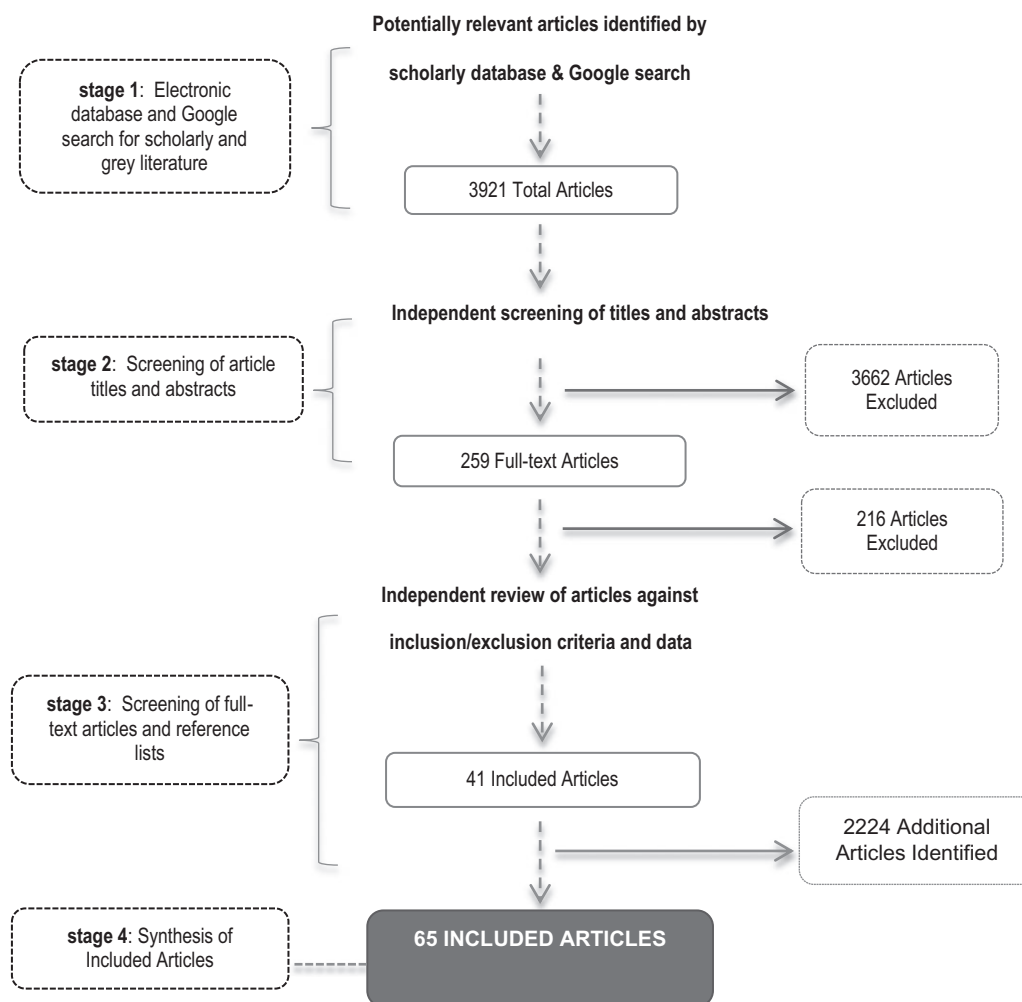 Potentially relevant articles identified by
scholarly database & Google search
stage 1: Electronic
database and Google
search for scholarly and
grey literature
3921 Total Articles
Independent screening of titles and abstracts
stage 2: Screening of article
titles and abstracts
3662 Articles
Excluded
259 Full-text Articles
216 Articles
Excluded
Independent review of articles against
inclusion/exclusion criteria and data
stage 3: Screening of full-
text articles and reference
lists
41 Included Articles
2224 Additional
Articles Identified
stage 4: Synthesis of
Included Articles
65 INCLUDED ARTICLES